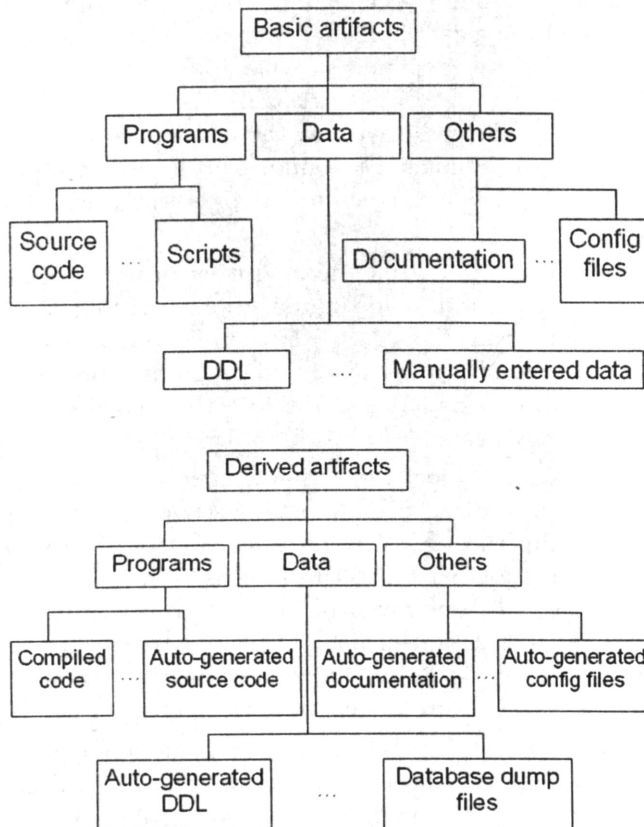 Basic artifacts
Programs
Data
Others
Source
code
...
Scripts
Documentation
...
Config
files
DDL
...
Manually entered data
Derived artifacts
Programs
Data
Others
Compiled
code
...
Auto-generated
source code
Auto-generated
documentation
...
Auto-generated
config files
Auto-generated
DDL
...
Database dump
files